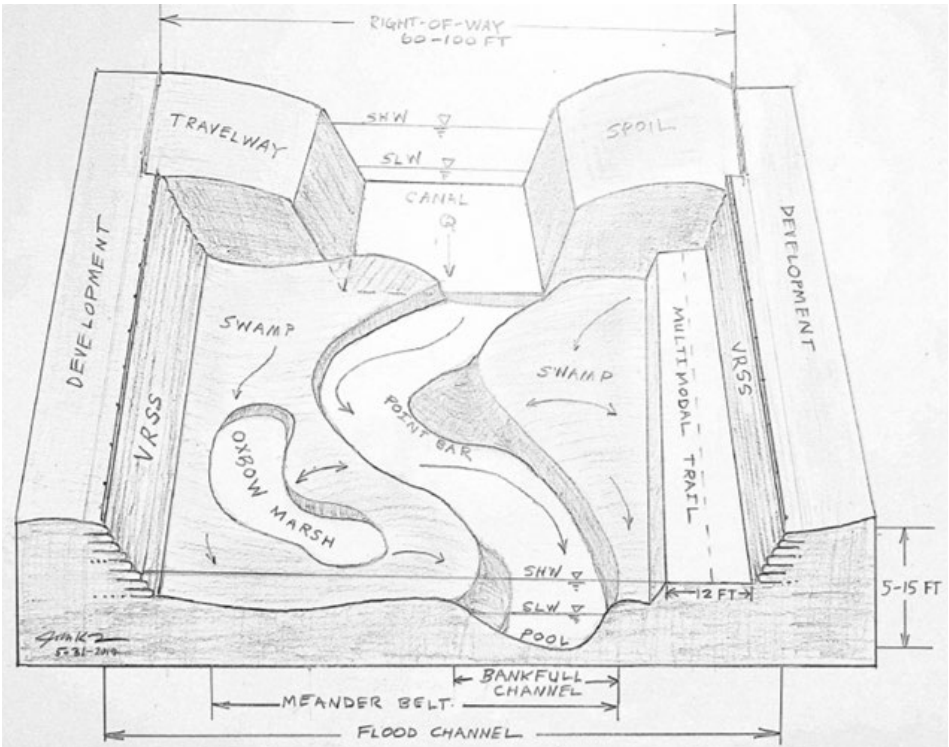 RIGHT-OF-WAY
60-100 FT
TRAVELWAY
SHW
SLW
SPOIL
CANAL
Q
DEVELOPMENT
DEVELOPMENT
SWAMP
SWAMP
MULTIMODAL TRAIL
VRSS
VRSS
POINT BAR
OXBOW
MARSH
SHW
SLW
POOL
12 FT
5-15 FT
BANKFULL
CHANNEL
MEANDER BELT
FLOOD CHANNEL